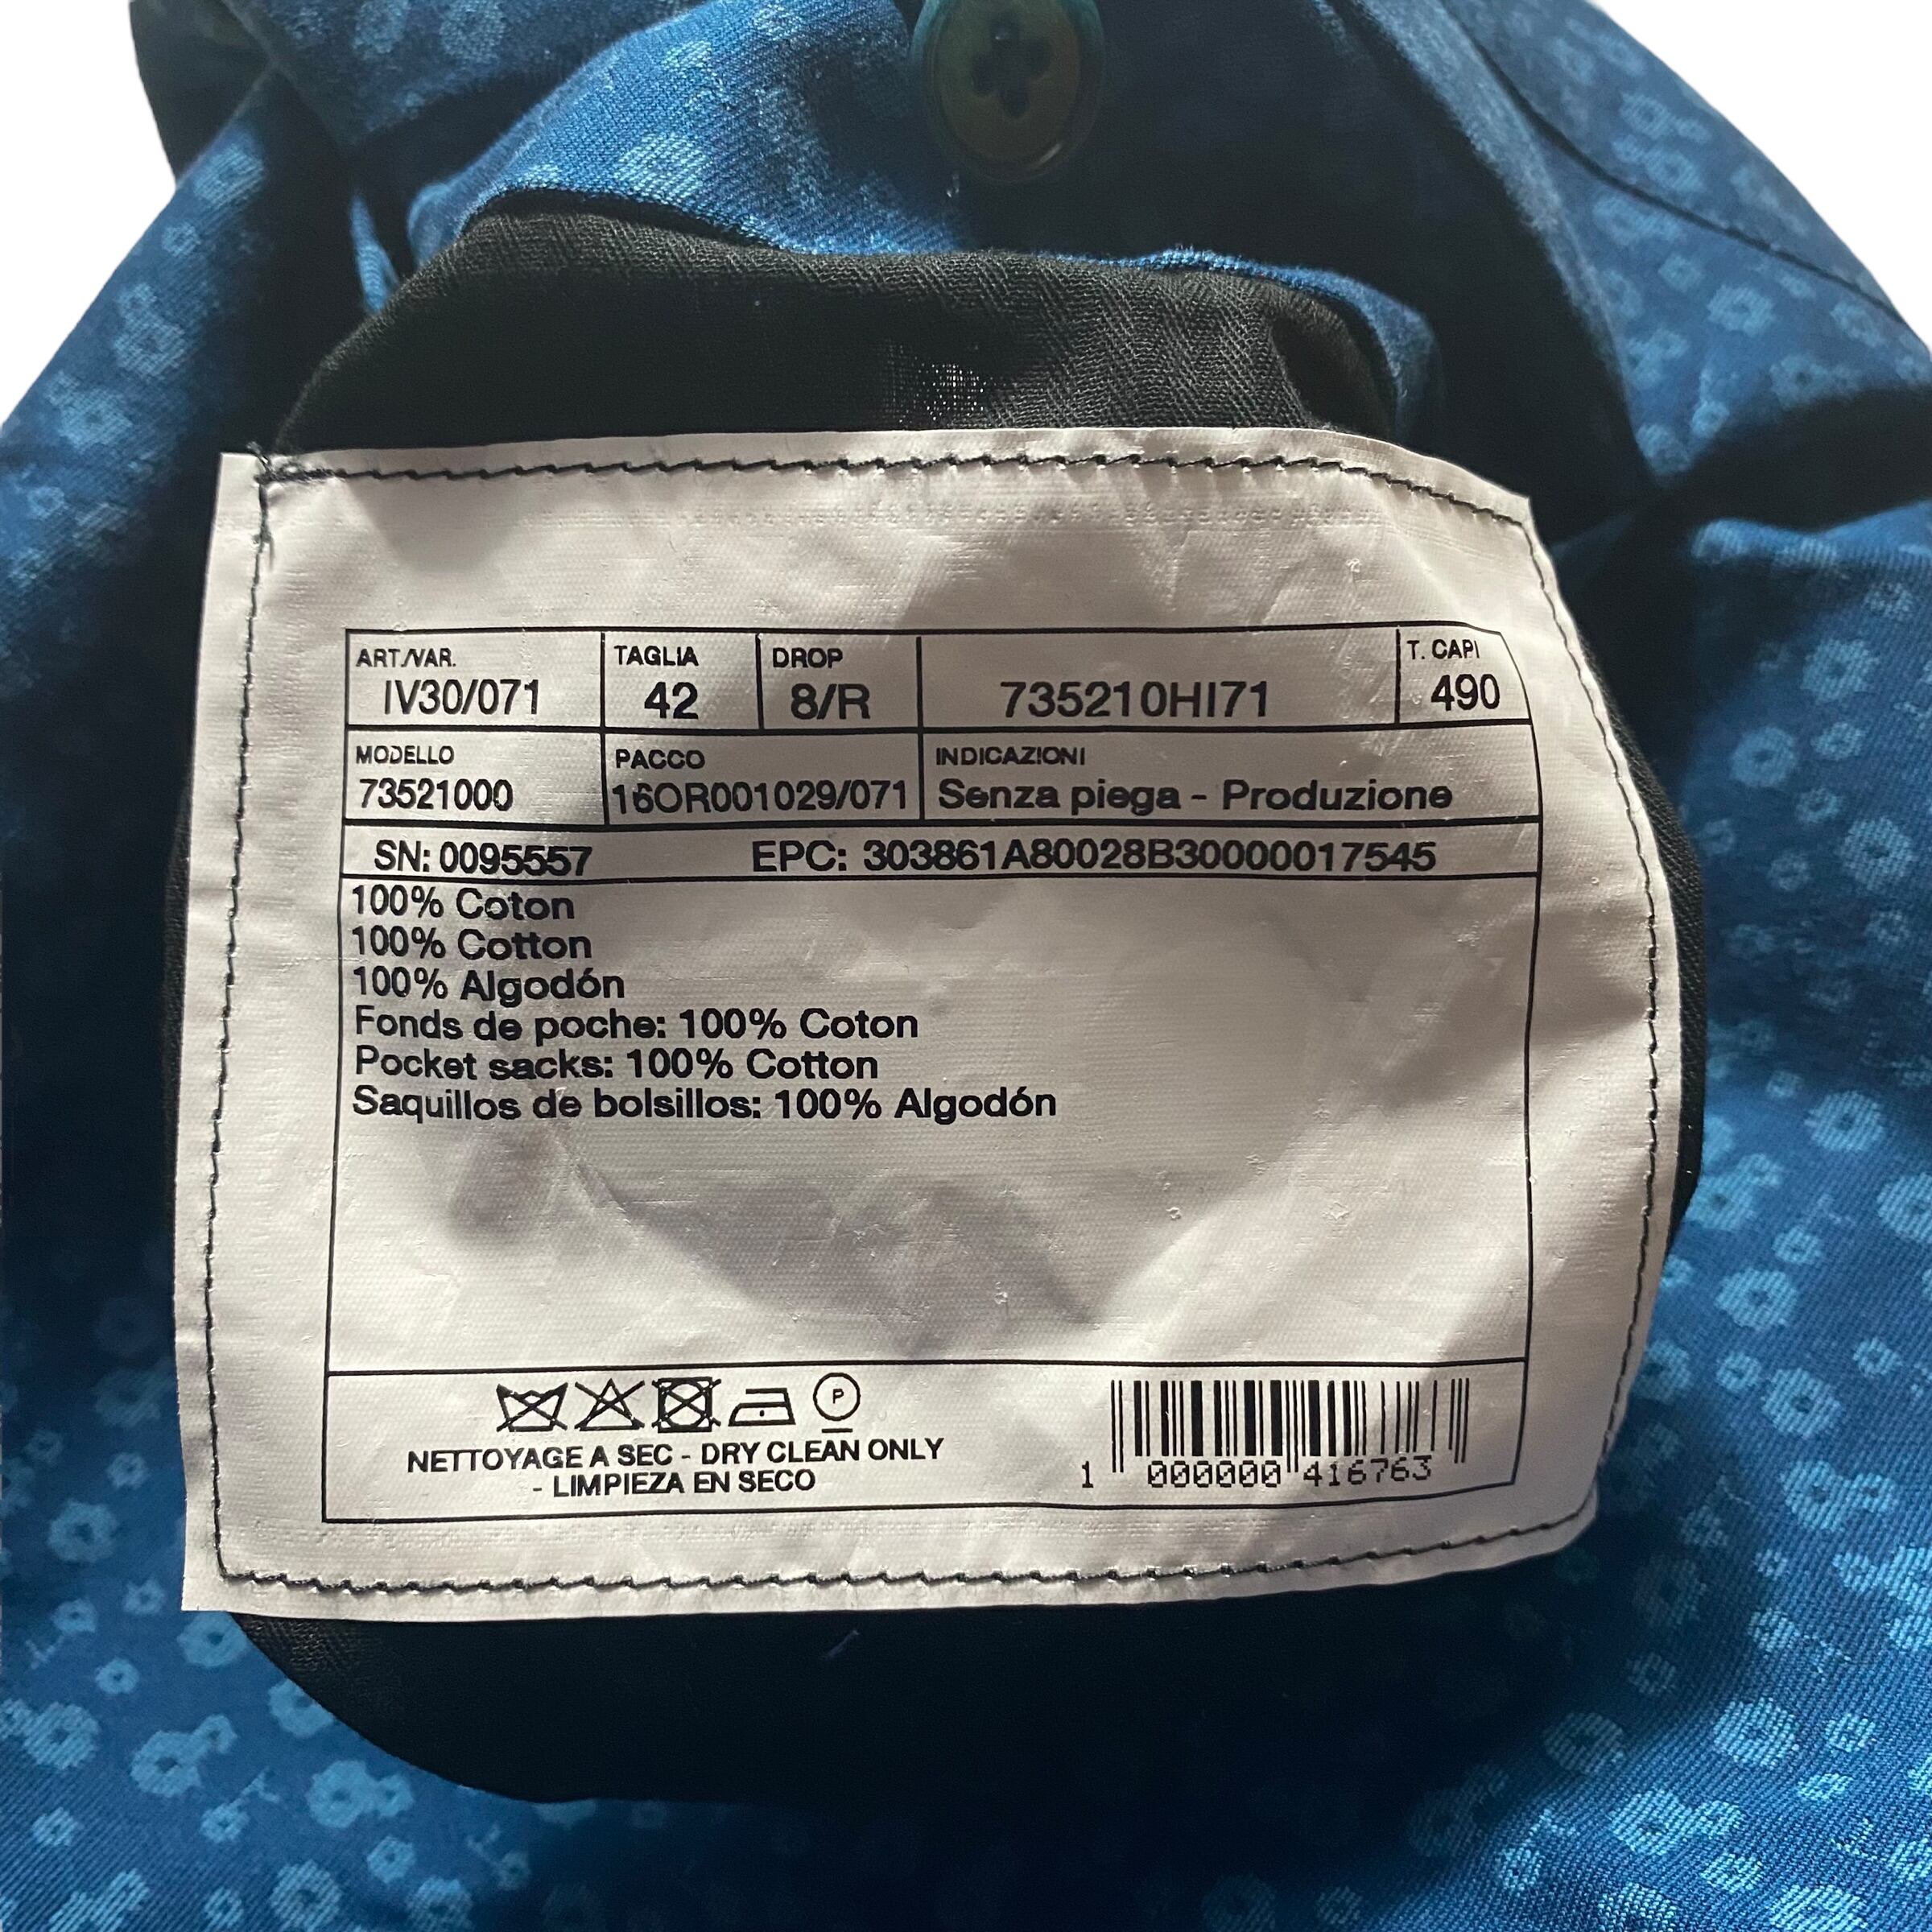 ART./VAR. TAGLIA DROP T. CAPI
IV30/071 42 8/R 735210HI71 490
MODELLO PACCO INDICAZIONI
73521000 16OR001029/071 Senza piega - Produzione
SN: 0095557 EPC: 303861A80028B30000017545
100% Coton
100% Cotton
100% Algodón
Fonds de poche: 100% Coton
Pocket sacks: 100% Cotton
Saquillos de bolsillos: 100% Algodón
P
NETTOYAGE A SEC - DRY CLEAN ONLY
- LIMPIEZA EN SECO
1 000000 416763